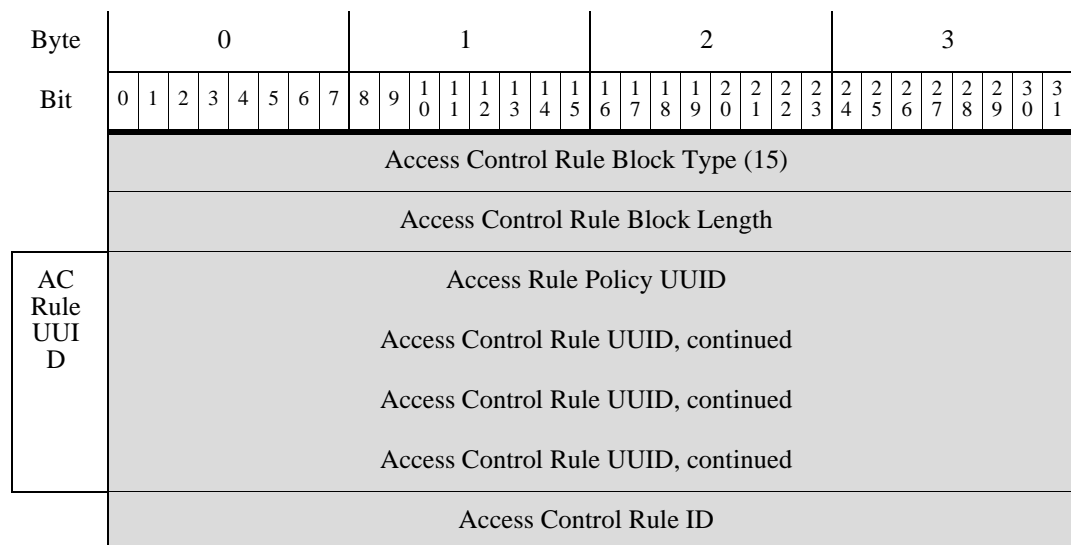 Byte 0 1 2 3
Bit 0 1 2 3 4 5 6 7 8 9 10 11 12 13 14 15 16 17 18 19 20 21 22 23 24 25 26 27 28 29 30 31
Access Control Rule Block Type (15)
Access Control Rule Block Length
AC
Rule
UUI
D
Access Rule Policy UUID
Access Control Rule UUID, continued
Access Control Rule UUID, continued
Access Control Rule UUID, continued
Access Control Rule ID